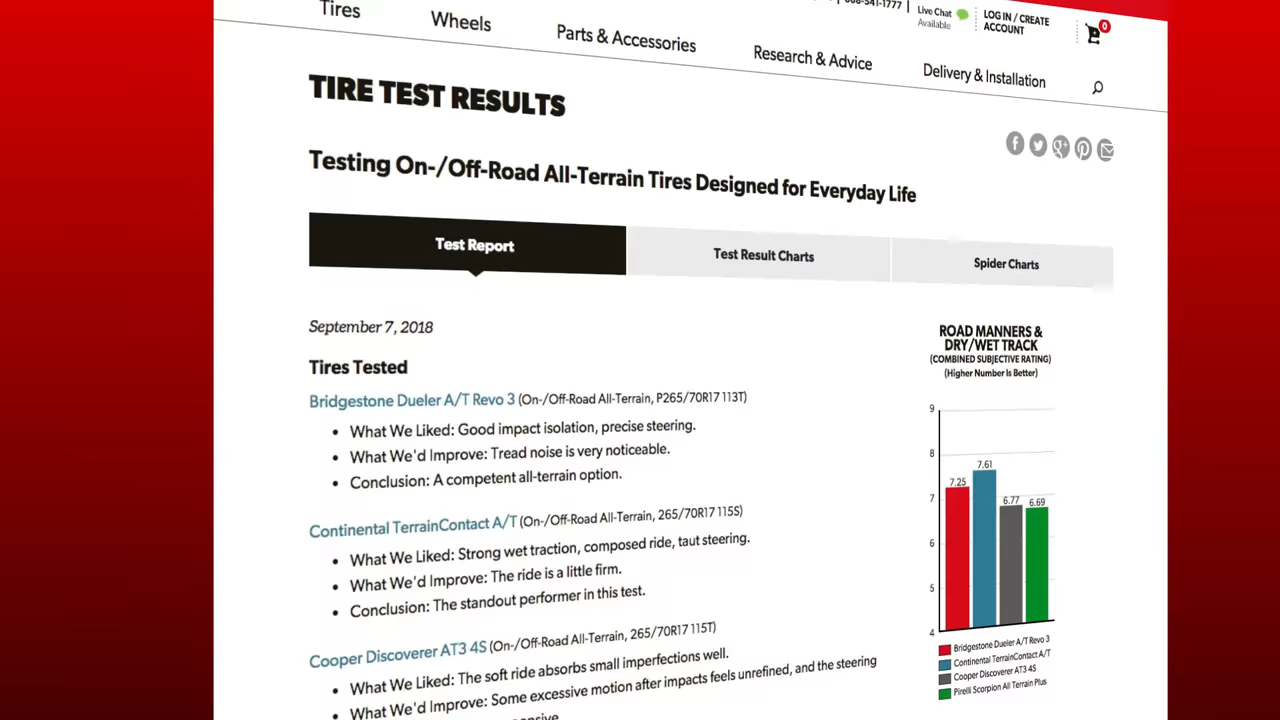 Tires
Wheels
Parts & Accessories
Research & Advice
Delivery & Installation
Live Chat
Available
LOG IN / CREATE
ACCOUNT
0
TIRE TEST RESULTS
Testing On-/Off-Road All-Terrain Tires Designed for Everyday Life
Test Report
Test Result Charts
Spider Charts
September 7, 2018
Tires Tested
Bridgestone Dueler A/T Revo 3 (On-/Off-Road All-Terrain, P265/70R17 113T)
• What We Liked: Good impact isolation, precise steering.
• What We'd Improve: Tread noise is very noticeable.
• Conclusion: A competent all-terrain option.
Continental TerrainContact A/T (On-/Off-Road All-Terrain, 265/70R17 115S)
• What We Liked: Strong wet traction, composed ride, taut steering.
• What We'd Improve: The ride is a little firm.
• Conclusion: The standout performer in this test.
Cooper Discoverer AT3 4S (On-/Off-Road All-Terrain, 265/70R17 115T)
• What We Liked: The soft ride absorbs small imperfections well.
• What We'd Improve: Some excessive motion after impacts feels unrefined, and the steering
ROAD MANNERS &
DRY/WET TRACK
(COMBINED SUBJECTIVE RATING)
(Higher Number Is Better)
9
8
7
6
5
4
7.25
7.61
6.77
6.69
Bridgestone Dueler A/T Revo 3
Continental TerrainContact A/T
Cooper Discoverer AT3 4S
Pirelli Scorpion All Terrain Plus